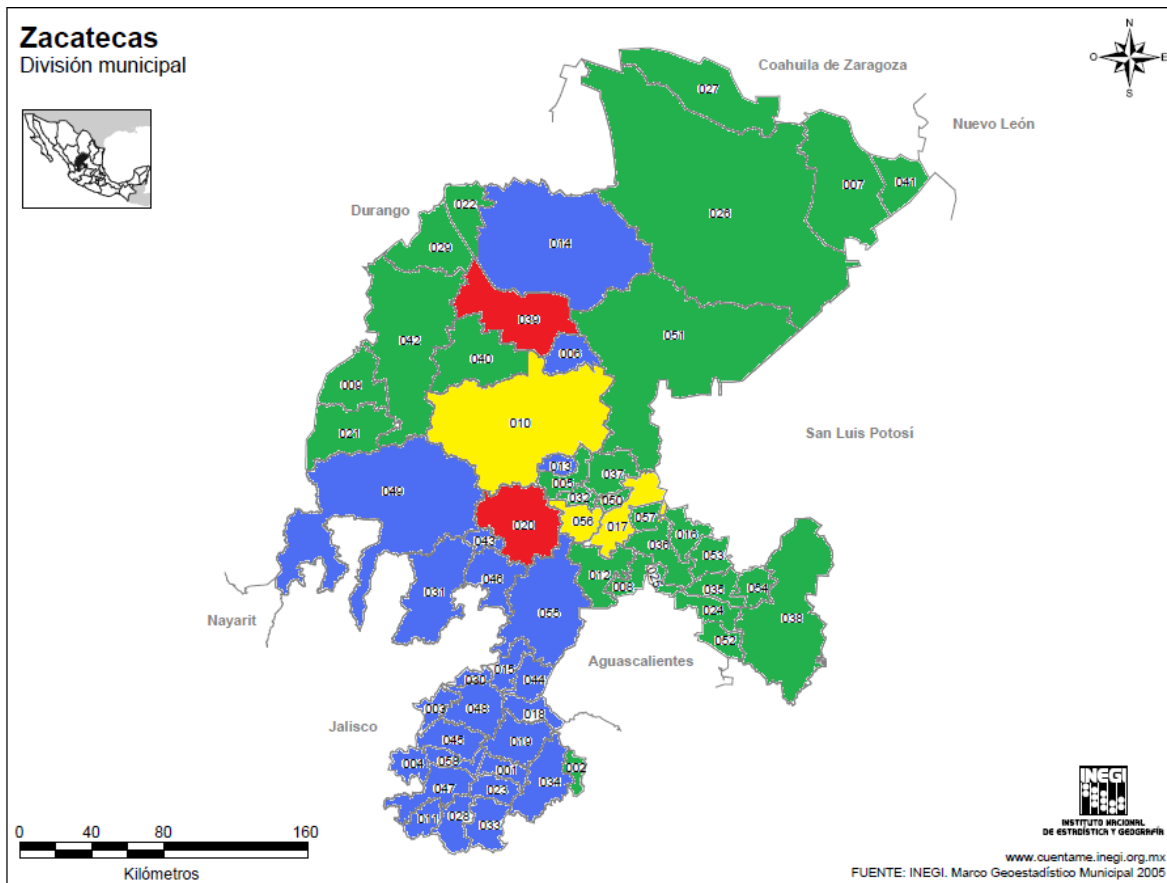 Zacatecas
División municipal
N
O
E
S
Coahuila de Zaragoza
Nuevo León
Durango
San Luis Potosí
Nayarit
Aguascalientes
Jalisco
027
007
041
026
022
029
014
039
042
051
040
006
009
021
010
013
037
005
032
050
049
020
056
017
057
043
016
036
053
012
008
025
046
031
035
054
024
038
055
052
015
030
044
003
048
018
045
019
004
058
001
002
034
047
023
011
028
033
0 40 80 160
Kilómetros
INEGI
INSTITUTO NACIONAL
DE ESTADÍSTICA Y GEOGRAFÍA
www.cuentame.inegi.org.mx
FUENTE: INEGI. Marco Geoestadístico Municipal 2005